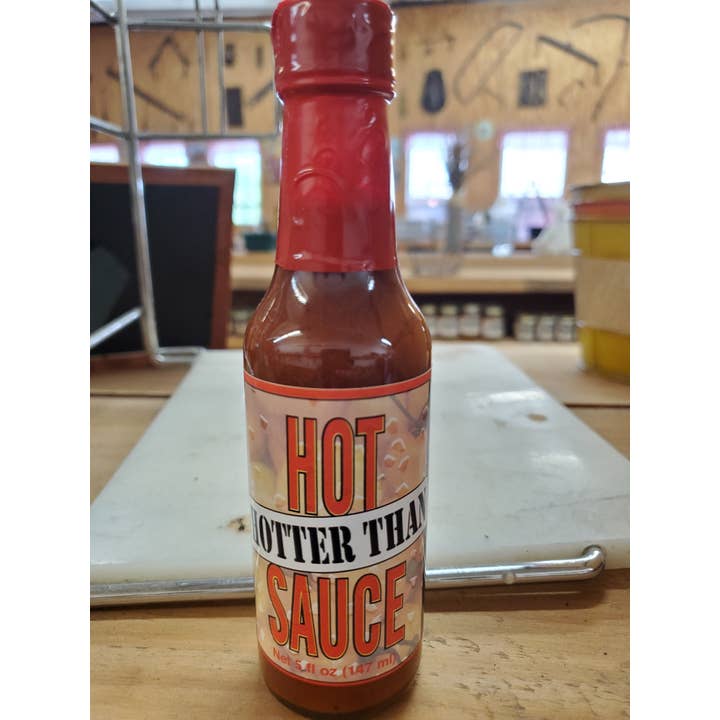 HOT
HOTTER THAN
SAUCE
Net 5 fl oz (147 ml)